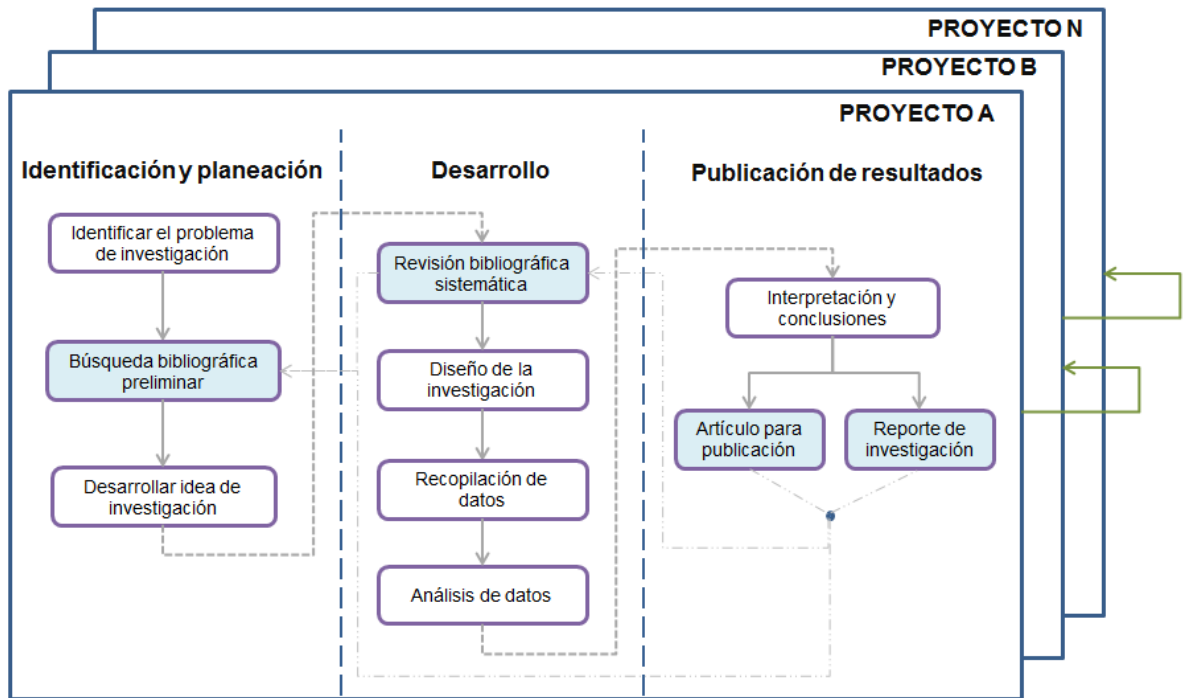 PROYECTO N
PROYECTO B
PROYECTO A
Identificación y planeación
Identificar el problema
de investigación
Búsqueda bibliográfica
preliminar
Desarrollar idea de
investigación
Desarrollo
Revisión bibliográfica
sistemática
Diseño de la
investigación
Recopilación de
datos
Análisis de datos
Publicación de resultados
Interpretación y
conclusiones
Artículo para
publicación
Reporte de
investigación